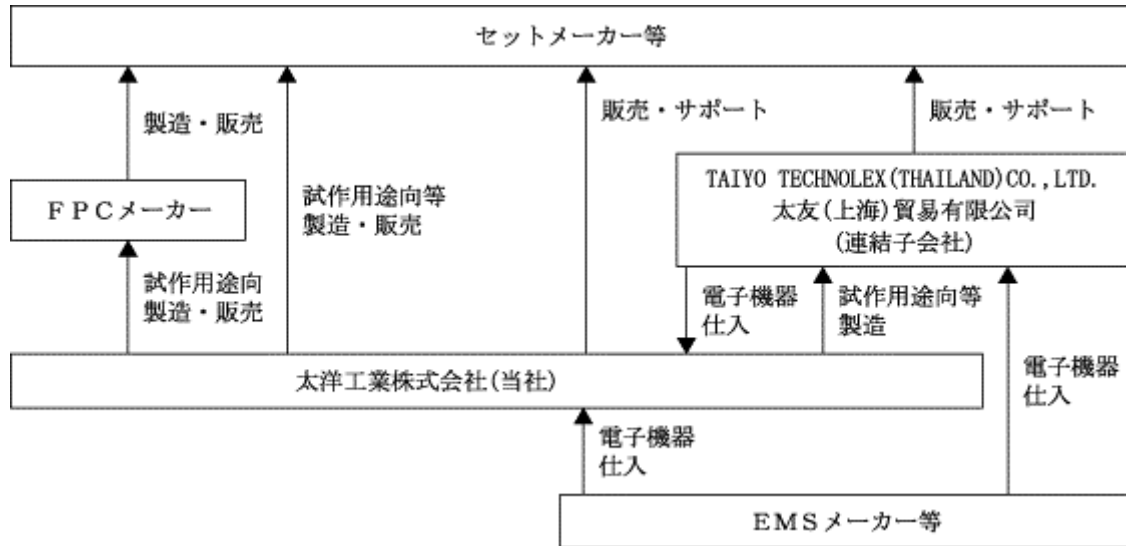 セットメーカー等
製造・販売
販売・サポート
販売・サポート
TAIYO TECHNOLEX(THAILAND)CO.,LTD.
太友(上海)貿易有限公司
(連結子会社)
ＦＰＣメーカー
試作用途向等
製造・販売
試作用途向
製造・販売
電子機器
仕入
試作用途向等
製造
電子機器
仕入
太洋工業株式会社(当社)
電子機器
仕入
ＥＭＳメーカー等